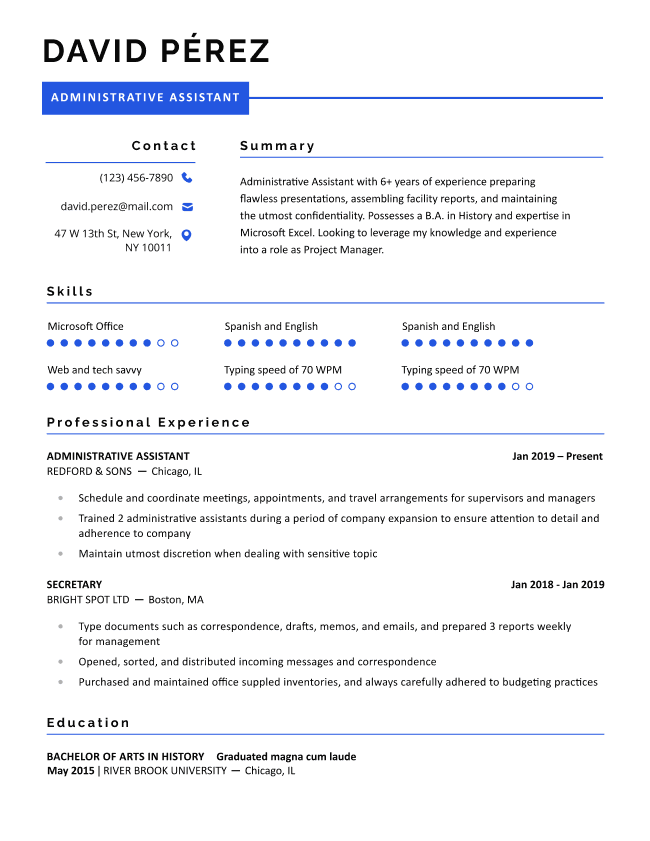 DAVID PÉREZ
ADMINISTRATIVE ASSISTANT
Contact
(123) 456-7890
david.perez@mail.com
47 W 13th St, New York,
NY 10011
Summary
Administrative Assistant with 6+ years of experience preparing
flawless presentations, assembling facility reports, and maintaining
the utmost confidentiality. Possesses a B.A. in History and expertise in
Microsoft Excel. Looking to leverage my knowledge and experience
into a role as Project Manager.
Skills
Microsoft Office
Spanish and English
Spanish and English
Web and tech savvy
Typing speed of 70 WPM
Typing speed of 70 WPM
Professional Experience
ADMINISTRATIVE ASSISTANT Jan 2019 – Present
REDFORD & SONS — Chicago, IL
Schedule and coordinate meetings, appointments, and travel arrangements for supervisors and managers
Trained 2 administrative assistants during a period of company expansion to ensure attention to detail and
adherence to company
Maintain utmost discretion when dealing with sensitive topic
SECRETARY Jan 2018 - Jan 2019
BRIGHT SPOT LTD — Boston, MA
Type documents such as correspondence, drafts, memos, and emails, and prepared 3 reports weekly
for management
Opened, sorted, and distributed incoming messages and correspondence
Purchased and maintained office suppled inventories, and always carefully adhered to budgeting practices
Education
BACHELOR OF ARTS IN HISTORY Graduated magna cum laude
May 2015 | RIVER BROOK UNIVERSITY — Chicago, IL